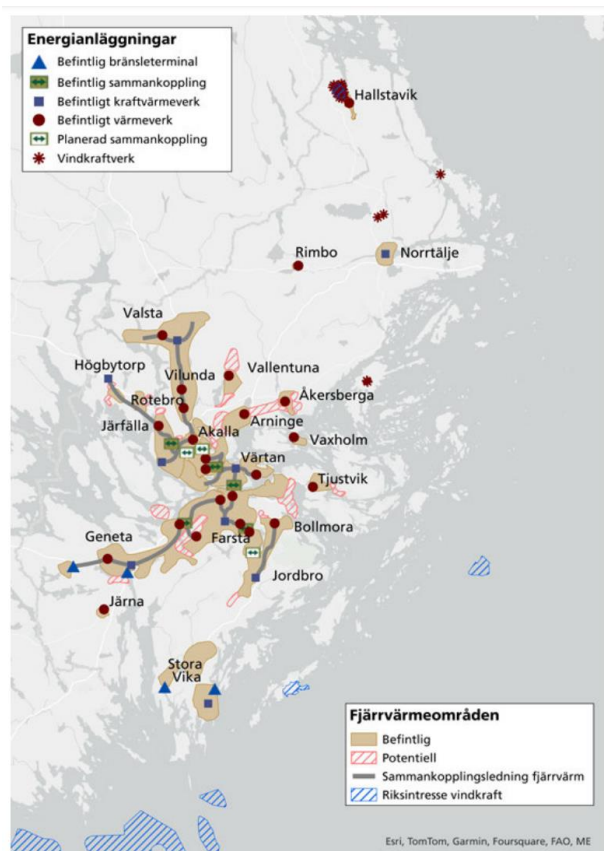 Energianläggningar
Befintlig bränsleterminal
Befintlig sammankoppling
Befintligt kraftvärmeverk
Befintligt värmeverk
Planerad sammankoppling
Vindkraftverk
Hallstavik
Rimbo
Norrtälje
Valsta
Högbytorp
Vilunda
Vallentuna
Rotebro
Åkersberga
Järfälla
Akalla
Arninge
Vaxholm
Värtan
Tjustvik
Geneta
Farsta
Bollmora
Jordbro
Järna
Stora
Vika
Fjärrvärmeområden
Befintlig
Potentiell
Sammankopplingsledning fjärrvärm
Riksintresse vindkraft
Esri, TomTom, Garmin, Foursquare, FAO, ME